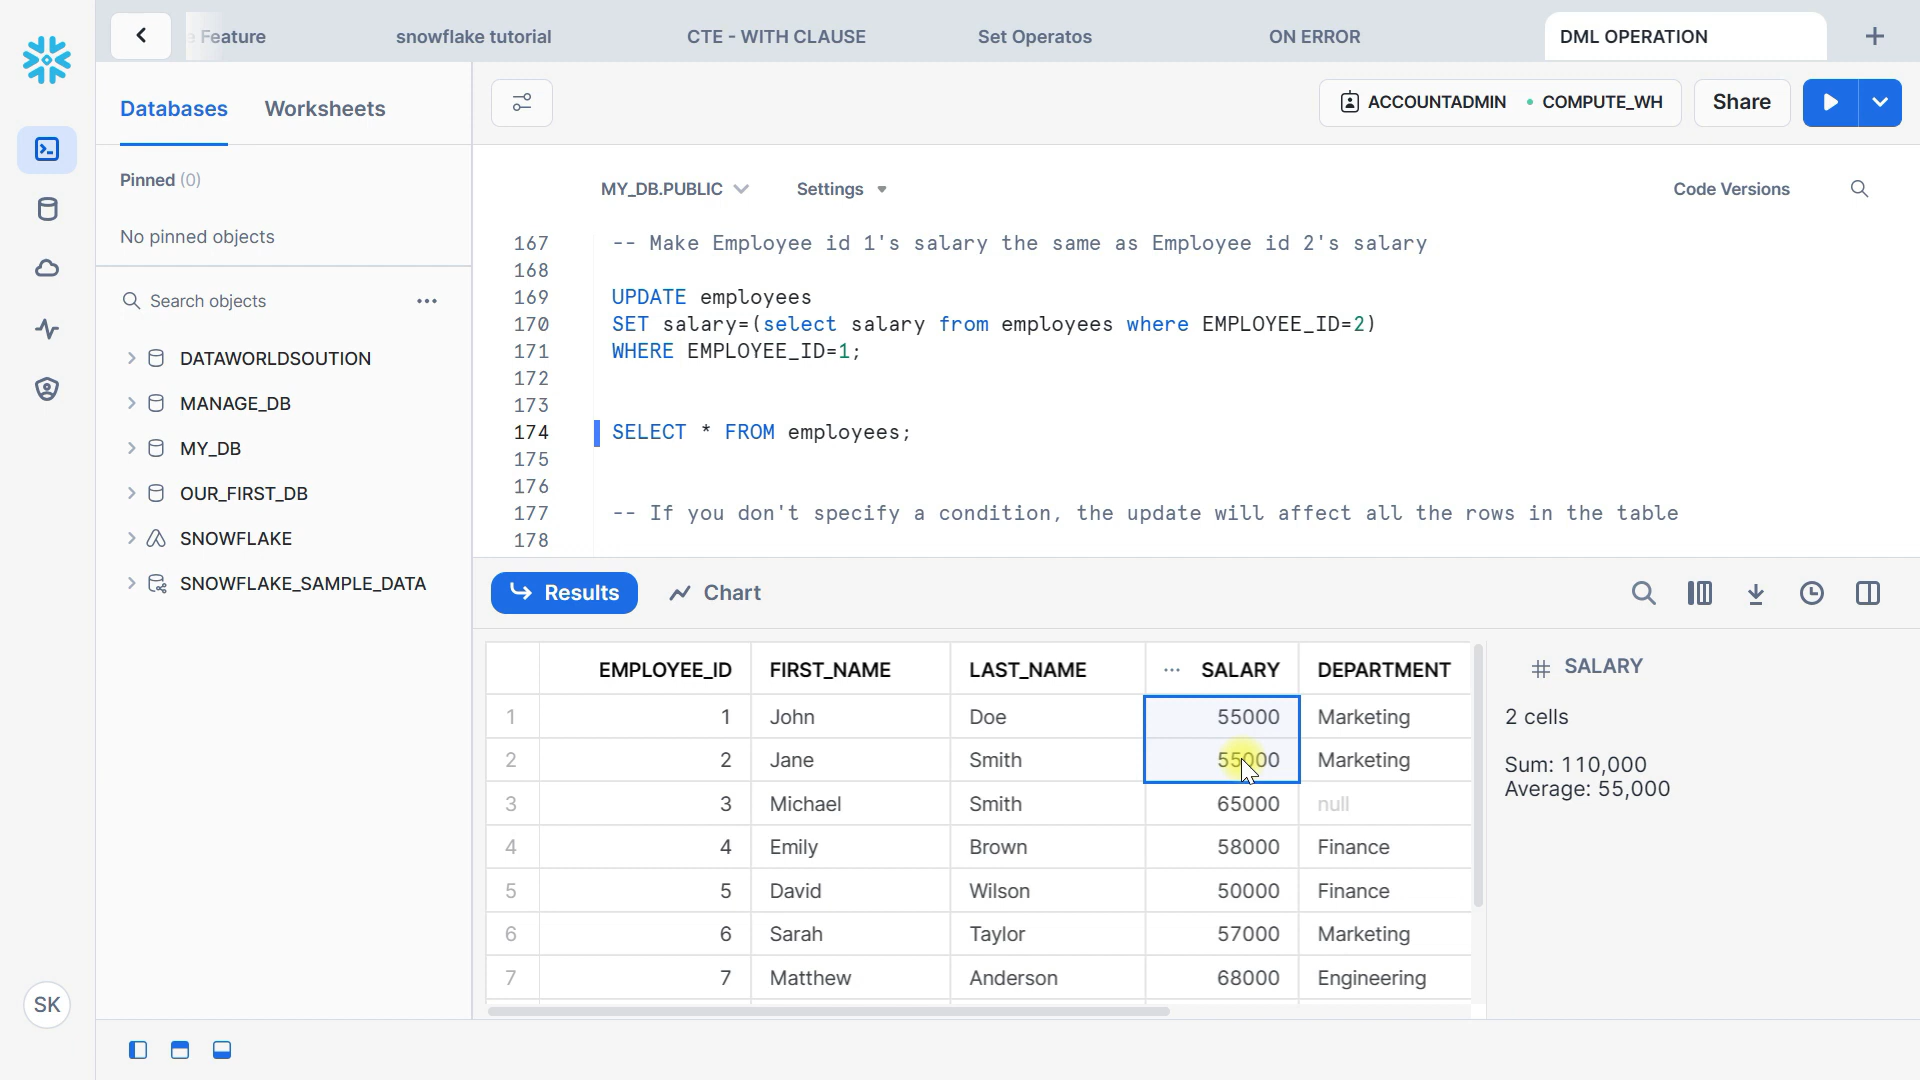 Feature
snowflake tutorial
CTE - WITH CLAUSE
Set Operatos
ON ERROR
DML OPERATION
Databases
Worksheets
ACCOUNTADMIN
COMPUTE_WH
Share
Pinned (0)
No pinned objects
Search objects
DATAWORLDSOUTION
MANAGE_DB
MY_DB
OUR_FIRST_DB
SNOWFLAKE
SNOWFLAKE_SAMPLE_DATA
SK
MY_DB.PUBLIC
Settings
Code Versions
167 -- Make Employee id 1's salary the same as Employee id 2's salary
168
169 UPDATE employees
170 SET salary=(select salary from employees where EMPLOYEE_ID=2)
171 WHERE EMPLOYEE_ID=1;
172
173
174 SELECT * FROM employees;
175
176
177 -- If you don't specify a condition, the update will affect all the rows in the table
178
Results
Chart
EMPLOYEE_ID FIRST_NAME LAST_NAME ... SALARY DEPARTMENT
1 1 John Doe 55000 Marketing
2 2 Jane Smith 55000 Marketing
3 3 Michael Smith 65000 null
4 4 Emily Brown 58000 Finance
5 5 David Wilson 50000 Finance
6 6 Sarah Taylor 57000 Marketing
7 7 Matthew Anderson 68000 Engineering
# SALARY
2 cells
Sum: 110,000
Average: 55,000